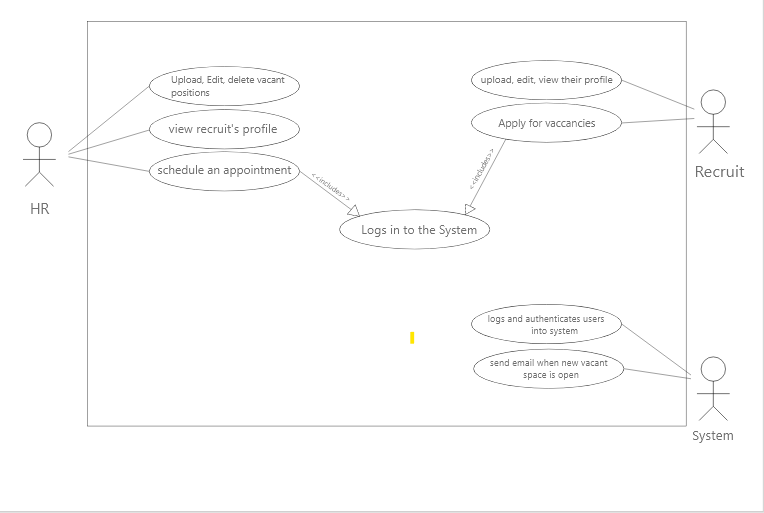 Upload, Edit, delete vacant
positions
view recruit's profile
schedule an appointment
HR
<<includes>>
upload, edit, view their profile
Apply for vaccancies
Recruit
<<includes>>
Logs in to the System
logs and authenticates users
into system
send email when new vacant
space is open
System